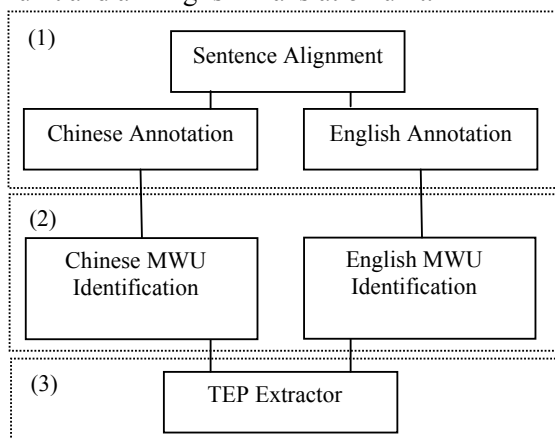 (1)
Sentence Alignment
Chinese Annotation English Annotation
(2)
Chinese MWU English MWU
Identification Identification
(3)
TEP Extractor